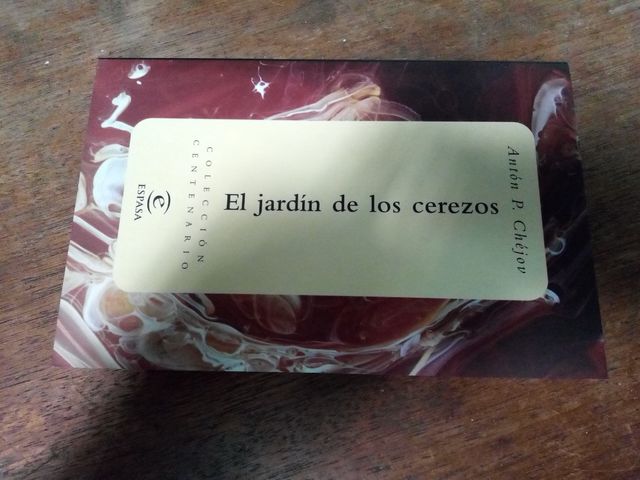 Antón P. Chéjov
El jardín de los cerezos
COLECCIÓN
CENTENARIO
e
ESPASA